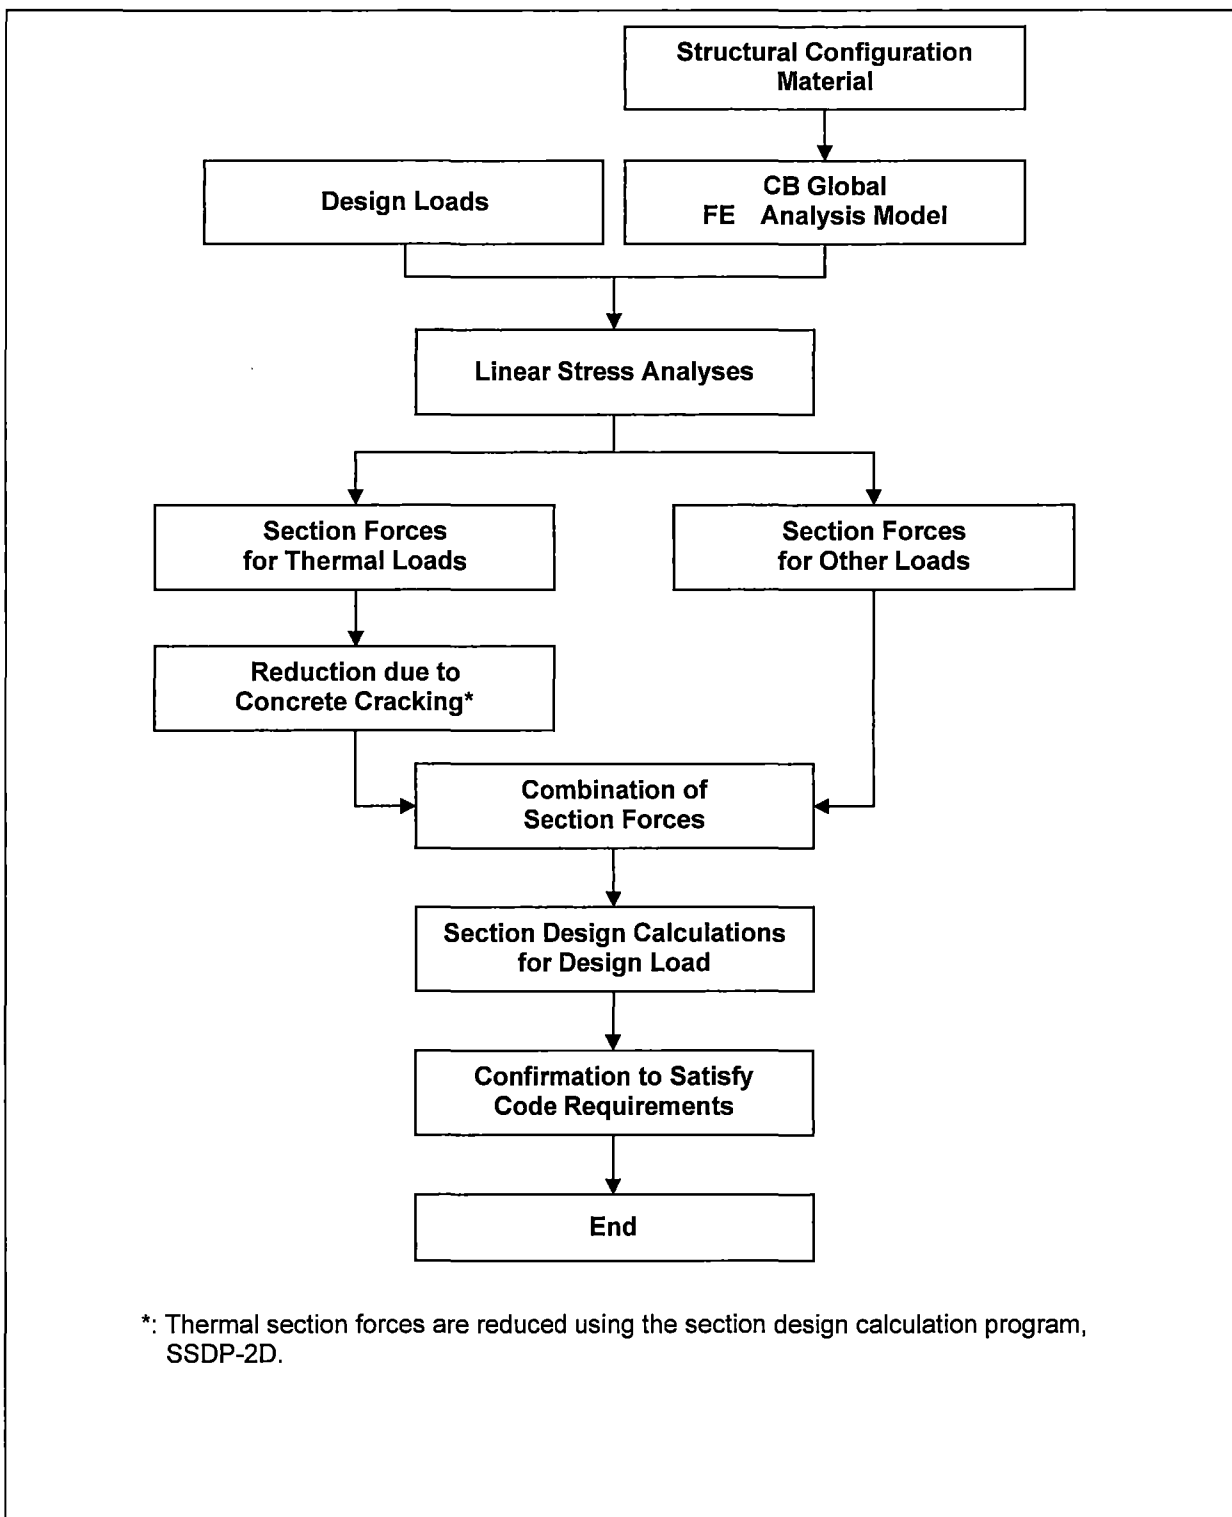 Structural Configuration
Material
Design Loads
CB Global
FE Analysis Model
Linear Stress Analyses
Section Forces
for Thermal Loads
Section Forces
for Other Loads
Reduction due to
Concrete Cracking*
Combination of
Section Forces
Section Design Calculations
for Design Load
Confirmation to Satisfy
Code Requirements
End
*: Thermal section forces are reduced using the section design calculation program,
SSDP-2D.